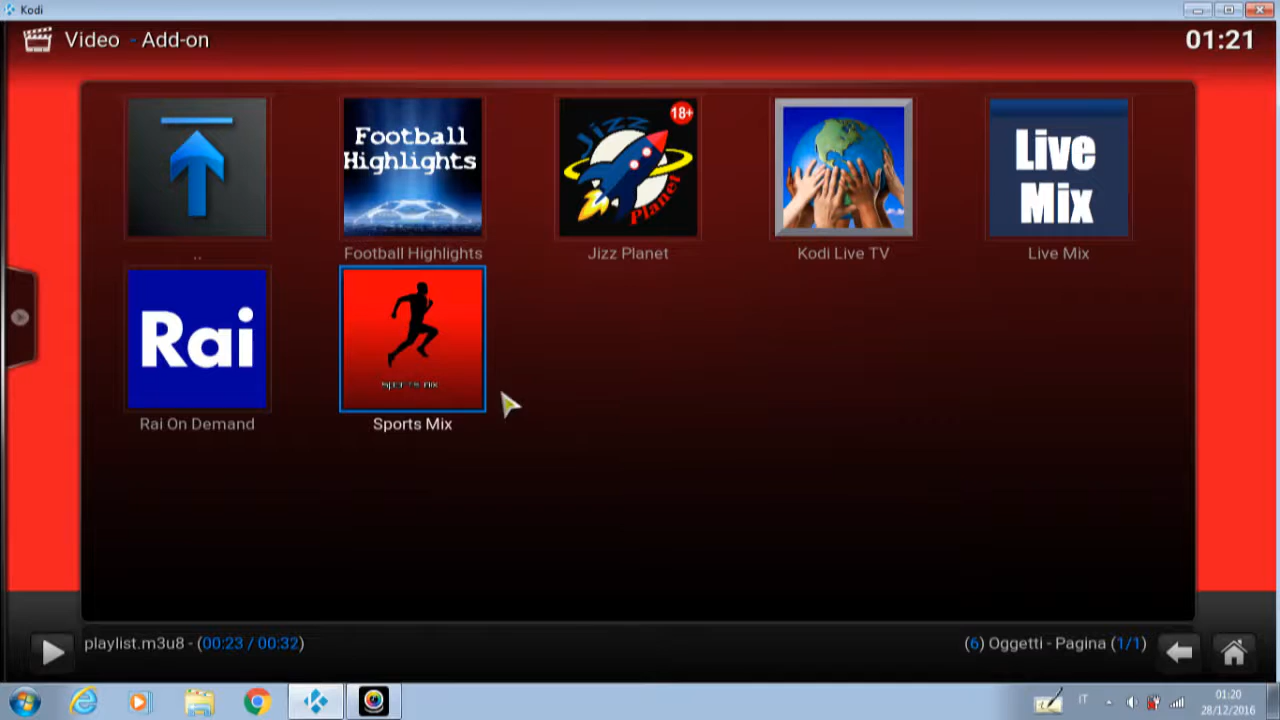 Kodi
Video - Add-on
01:21
Football
Highlights
Jizz
Planet
18+
Live
Mix
..
Football Highlights
Jizz Planet
Kodi Live TV
Live Mix
Rai
Sports mix
Rai On Demand
Sports Mix
playlist.m3u8 - (00:23 / 00:32)
(6) Oggetti - Pagina (1/1)
IT
01:20
28/12/2016